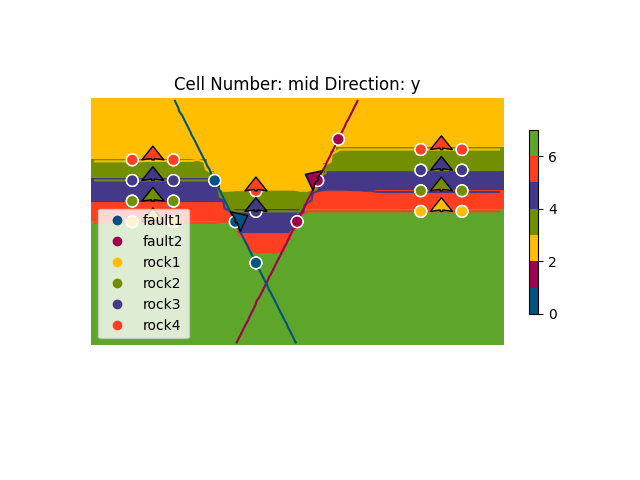 Cell Number: mid Direction: y
fault1
fault2
rock1
rock2
rock3
rock4
6
4
2
0